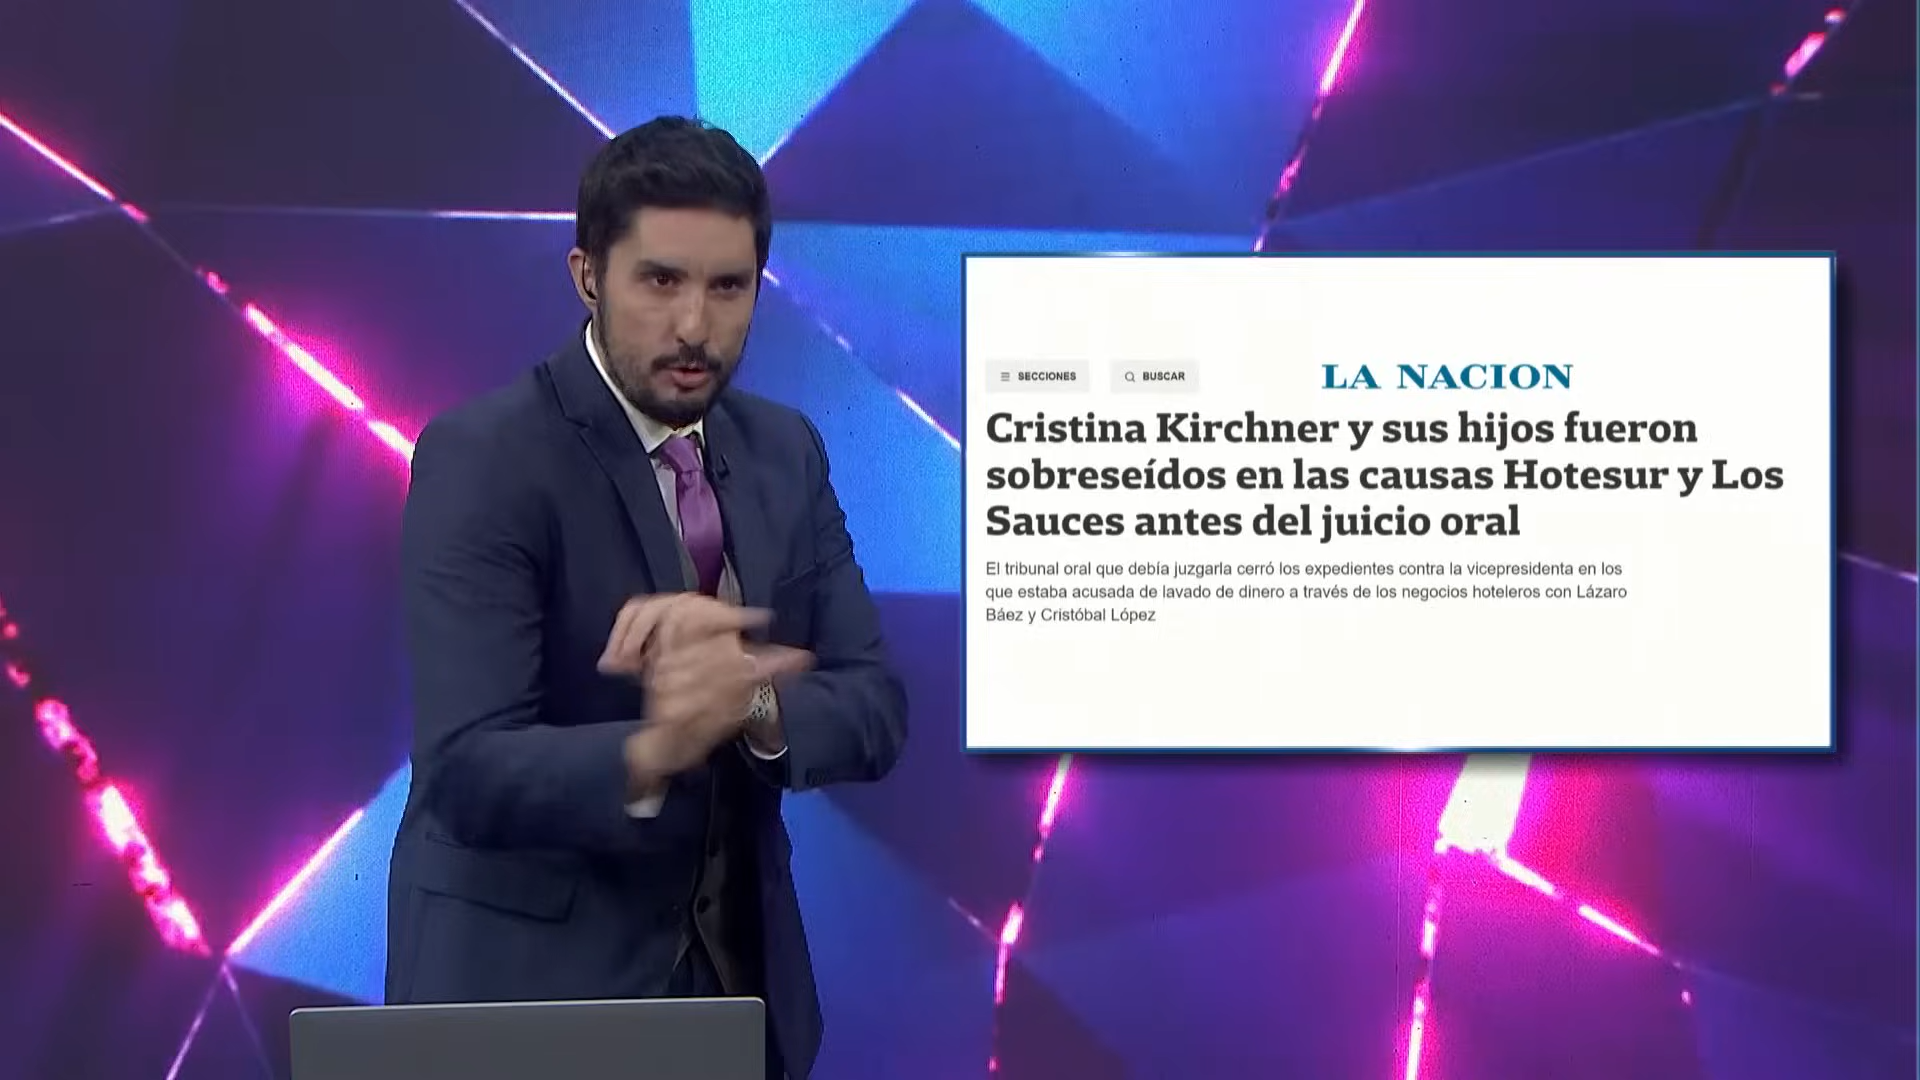 SECCIONES
BUSCAR
LA NACION
Cristina Kirchner y sus hijos fueron
sobreseídos en las causas Hotesur y Los
Sauces antes del juicio oral
El tribunal oral que debía juzgarla cerró los expedientes contra la vicepresidenta en los
que estaba acusada de lavado de dinero a través de los negocios hoteleros con Lázaro
Báez y Cristóbal López